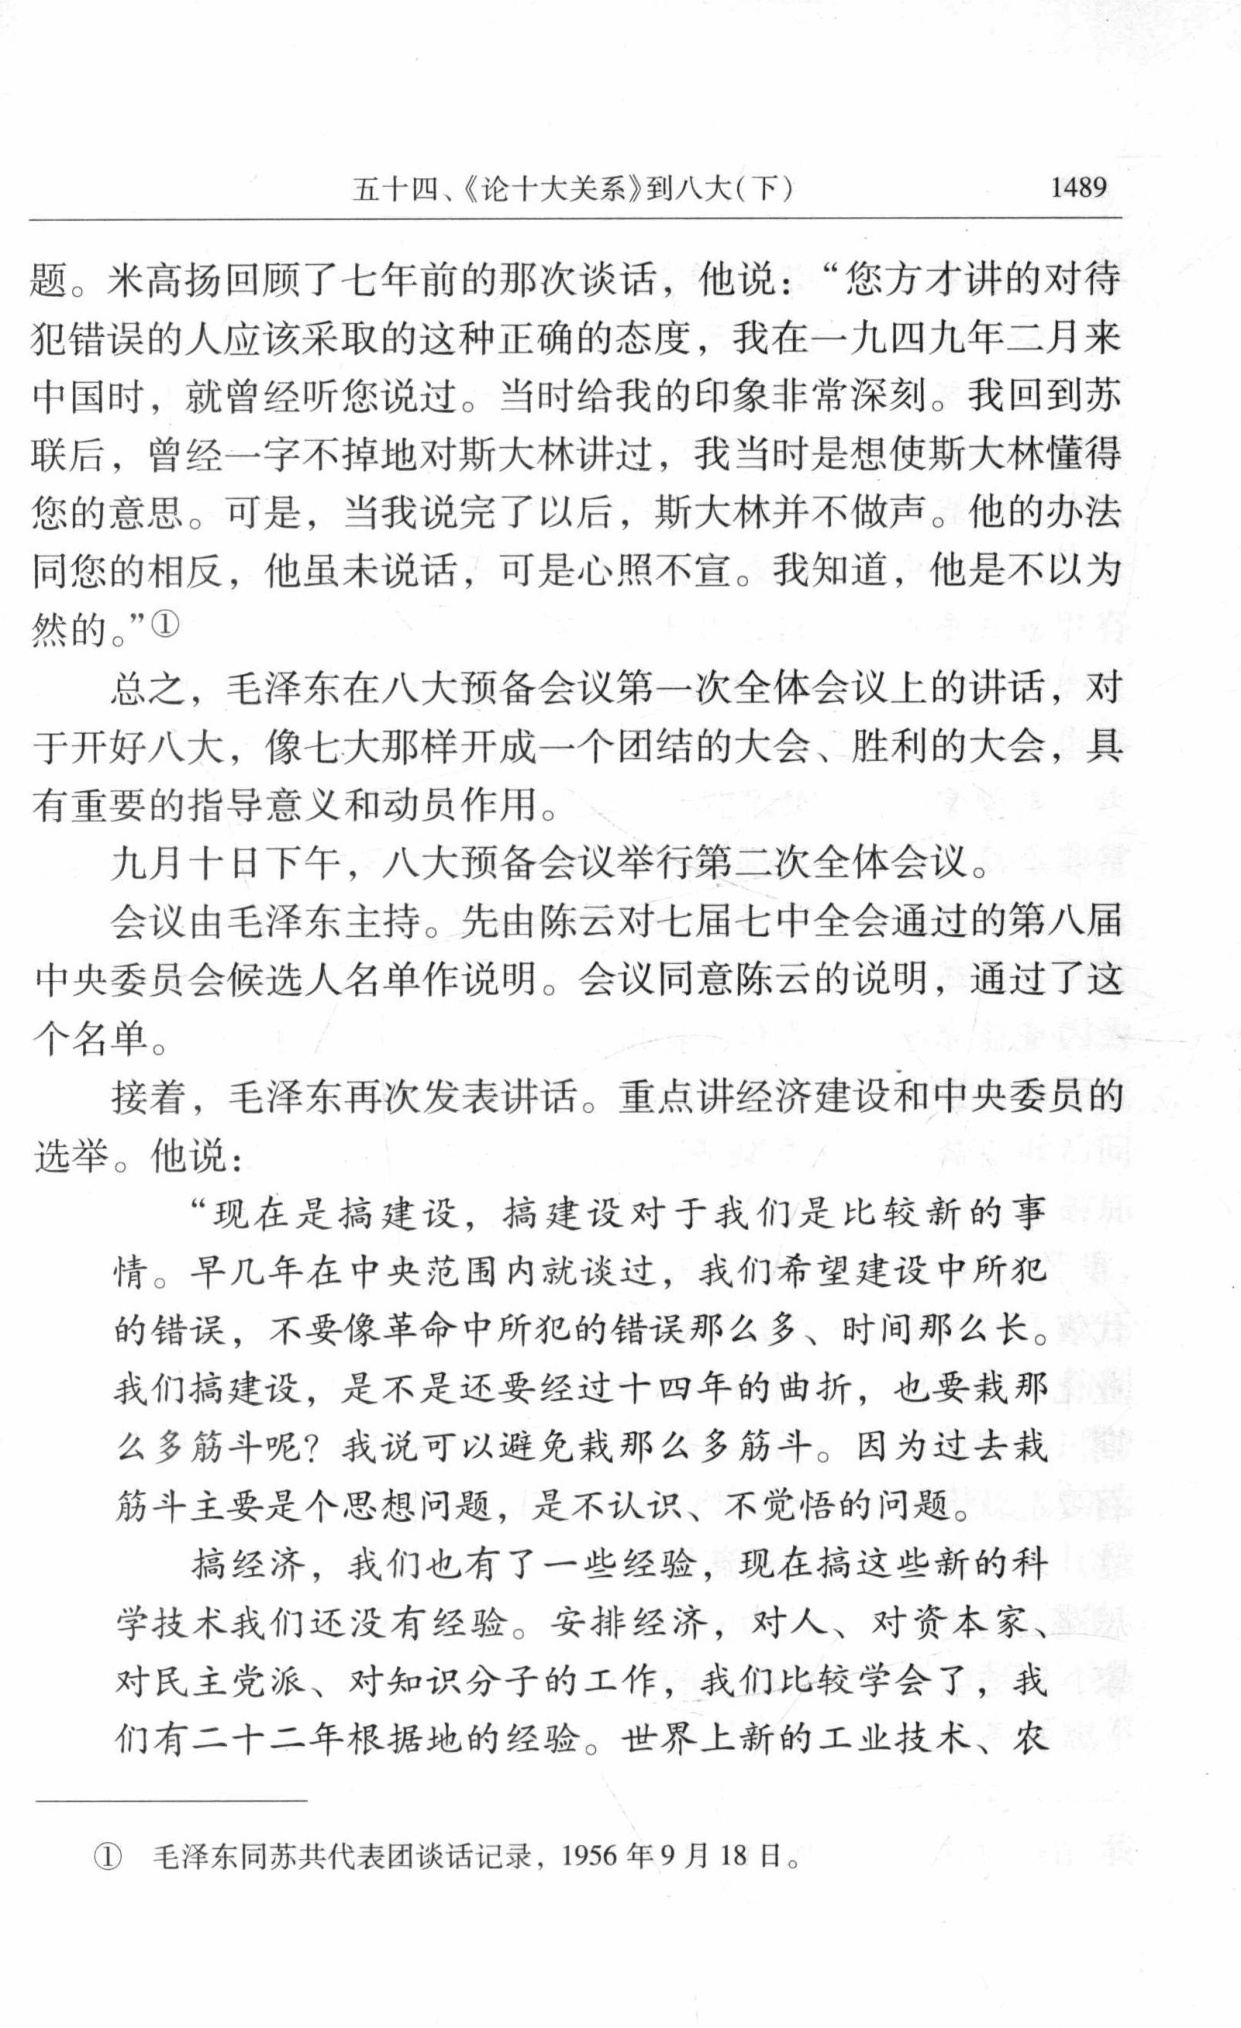 五十四、《论十大关系》到八大(下) 1489
题。米高扬回顾了七年前的那次谈话，他说：“您方才讲的对待
犯错误的人应该采取的这种正确的态度，我在一九四九年二月来
中国时，就曾经听您说过。当时给我的印象非常深刻。我回到苏
联后，曾经一字不掉地对斯大林讲过，我当时是想使斯大林懂得
您的意思。可是，当我说完了以后，斯大林并不做声。他的办法
同您的相反，他虽未说话，可是心照不宣。我知道，他是不以为
然的。”①
总之，毛泽东在八大预备会议第一次全体会议上的讲话，对
于开好八大，像七大那样开成一个团结的大会、胜利的大会，具
有重要的指导意义和动员作用。
九月十日下午，八大预备会议举行第二次全体会议。
会议由毛泽东主持。先由陈云对七届七中全会通过的第八届
中央委员会候选人名单作说明。会议同意陈云的说明，通过了这
个名单。
接着，毛泽东再次发表讲话。重点讲经济建设和中央委员的
选举。他说：
“现在是搞建设，搞建设对于我们是比较新的事
情。早几年在中央范围内就谈过，我们希望建设中所犯
的错误，不要像革命中所犯的错误那么多、时间那么长。
我们搞建设，是不是还要经过十四年的曲折，也要栽那
么多筋斗呢？我说可以避免栽那么多筋斗。因为过去栽
筋斗主要是个思想问题，是不认识、不觉悟的问题。
搞经济，我们也有了一些经验，现在搞这些新的科
学技术我们还没有经验。安排经济，对人、对资本家、
对民主党派、对知识分子的工作，我们比较学会了，我
们有二十二年根据地的经验。世界上新的工业技术、农
① 毛泽东同苏共代表团谈话记录，1956年9月18日。